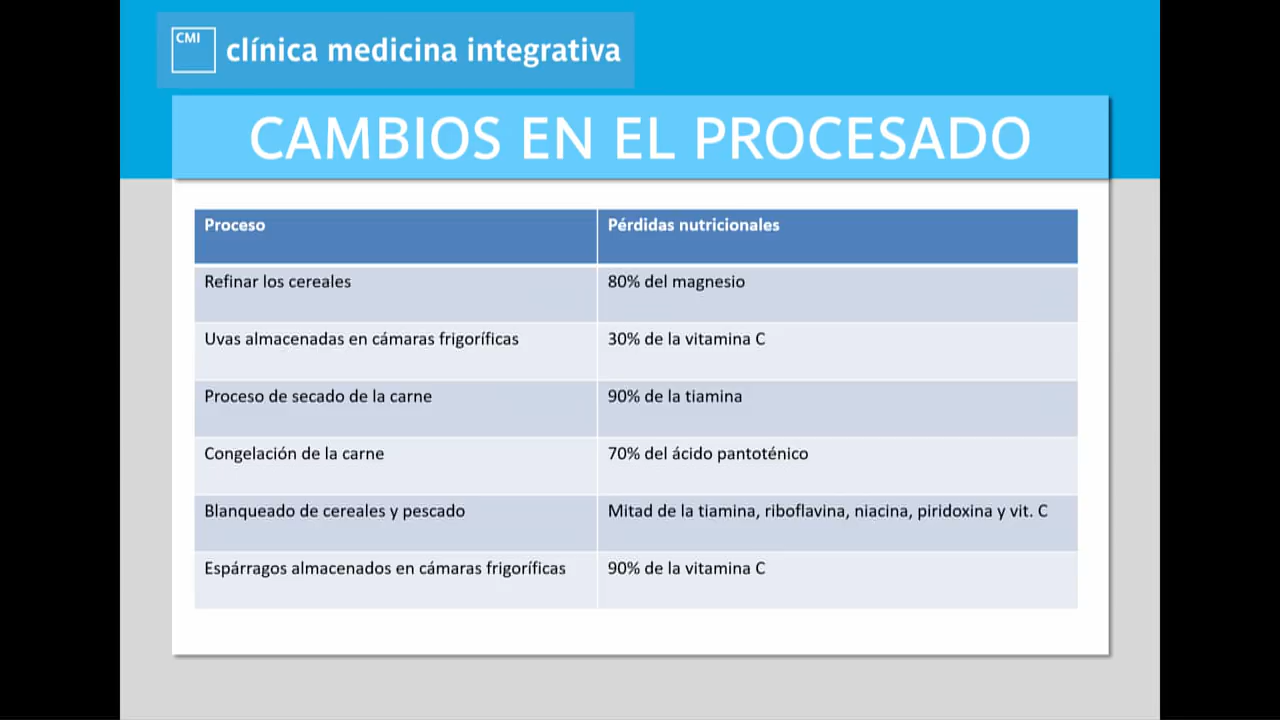 CMI
clínica medicina integrativa
CAMBIOS EN EL PROCESADO
Proceso Pérdidas nutricionales
Refinar los cereales 80% del magnesio
Uvas almacenadas en cámaras frigoríficas 30% de la vitamina C
Proceso de secado de la carne 90% de la tiamina
Congelación de la carne 70% del ácido pantoténico
Blanqueado de cereales y pescado Mitad de la tiamina, riboflavina, niacina, piridoxina y vit. C
Espárragos almacenados en cámaras frigoríficas 90% de la vitamina C